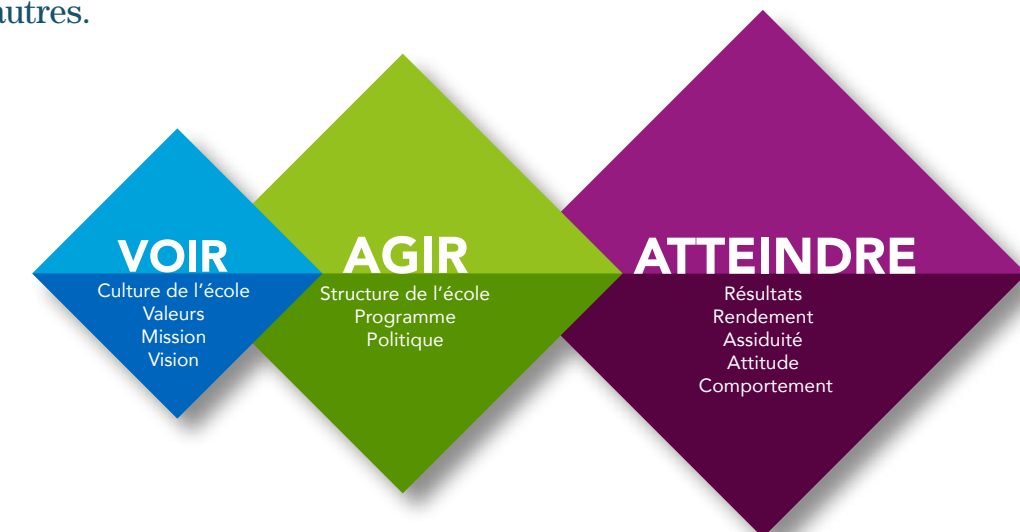 autres.
VOIR
Culture de l'école
Valeurs
Mission
Vision
AGIR
Structure de l'école
Programme
Politique
ATTEINDRE
Résultats
Rendement
Assiduité
Attitude
Comportement